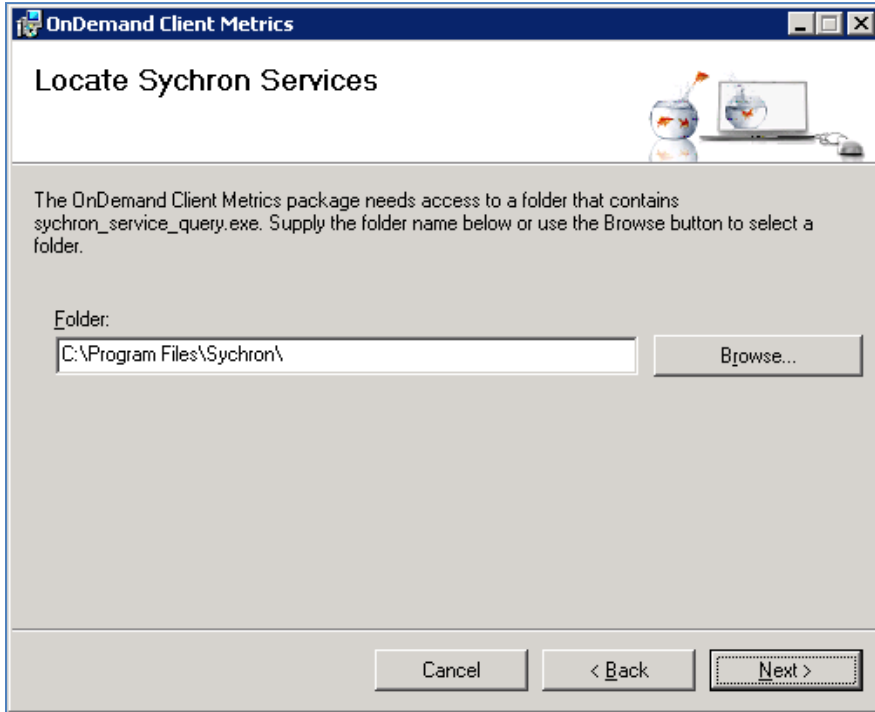 OnDemand Client Metrics
Locate Sychron Services
The OnDemand Client Metrics package needs access to a folder that contains
sychron_service_query.exe. Supply the folder name below or use the Browse button to select a
folder.
Folder:
C:\Program Files\Sychron\
Browse...
Cancel
< Back
Next >